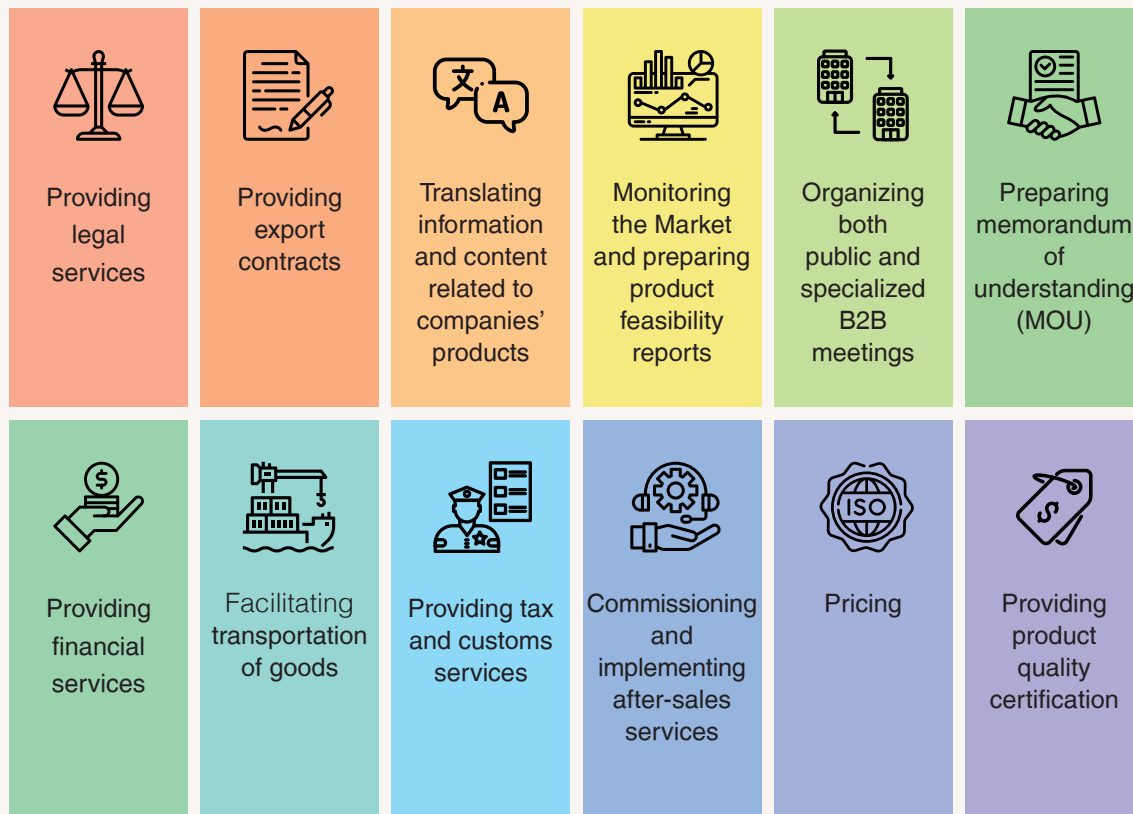 文
A
Providing
legal
services
Providing
export
contracts
Translating
information
and content
related to
companies’
products
Monitoring
the Market
and preparing
product
feasibility
reports
Organizing
both
public and
specialized
B2B
meetings
Preparing
memorandum
of
understanding
(MOU)
$
Providing
financial
services
Facilitating
transportation
of goods
Providing tax
and customs
services
Commissioning
and
implementing
after-sales
services
ISO
Pricing
$
Providing
product
quality
certification